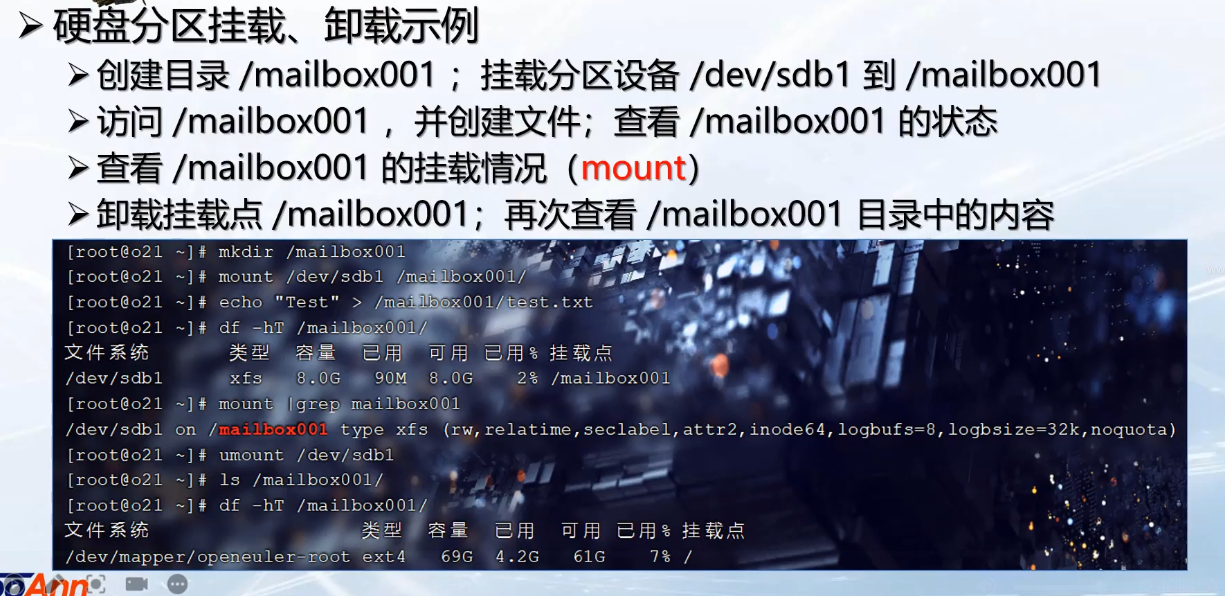 ➢ 硬盘分区挂载、卸载示例
➢ 创建目录 /mailbox001 ；挂载分区设备 /dev/sdb1 到 /mailbox001
➢ 访问 /mailbox001 ，并创建文件；查看 /mailbox001 的状态
➢ 查看 /mailbox001 的挂载情况（mount）
➢ 卸载挂载点 /mailbox001；再次查看 /mailbox001 目录中的内容
[root@o21 ~]# mkdir /mailbox001
[root@o21 ~]# mount /dev/sdb1 /mailbox001/
[root@o21 ~]# echo "Test" > /mailbox001/test.txt
[root@o21 ~]# df -hT /mailbox001/
文件系统 类型 容量 已用 可用 已用% 挂载点
/dev/sdb1 xfs 8.0G 90M 8.0G 2% /mailbox001
[root@o21 ~]# mount |grep mailbox001
/dev/sdb1 on /mailbox001 type xfs (rw,relatime,seclabel,attr2,inode64,logbufs=8,logbsize=32k,noquota)
[root@o21 ~]# umount /dev/sdb1
[root@o21 ~]# ls /mailbox001/
[root@o21 ~]# df -hT /mailbox001/
文件系统 类型 容量 已用 可用 已用% 挂载点
/dev/mapper/openeuler-root ext4 69G 4.2G 61G 7% /